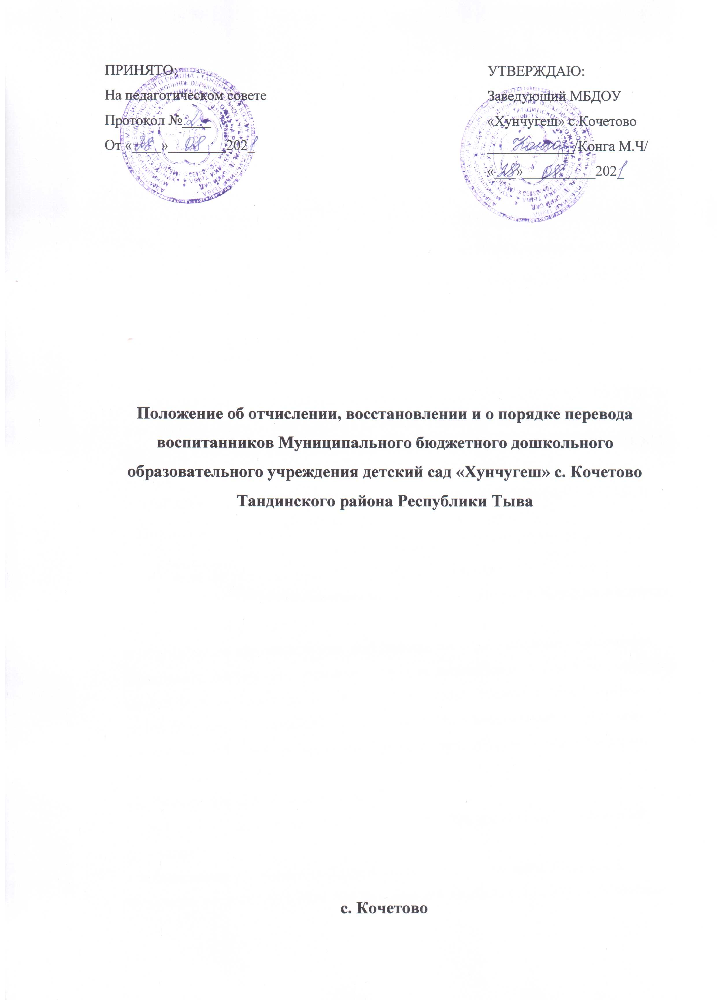 ПРИНЯТО:
На педагогическом совете
Протокол № 2
От « 28 » 08 2021
УТВЕРЖДАЮ:
Заведующий МБДОУ
«Хунчугеш» с.Кочетово
Конга /Конга М.Ч/
« 28 » 08 2021
Положение об отчислении, восстановлении и о порядке перевода
воспитанников Муниципального бюджетного дошкольного
образовательного учреждения детский сад «Хунчугеш» с. Кочетово
Тандинского района Республики Тыва
с. Кочетово